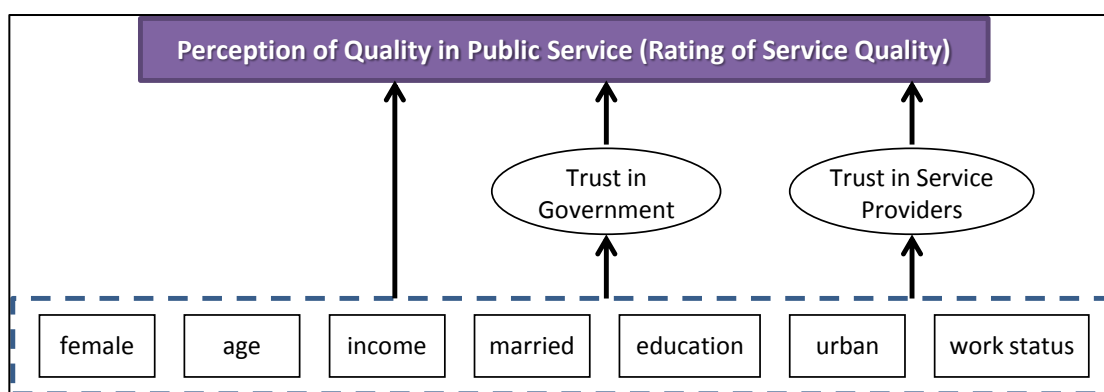 Perception of Quality in Public Service (Rating of Service Quality)
Trust in
Government
Trust in Service
Providers
female
age
income
married
education
urban
work status